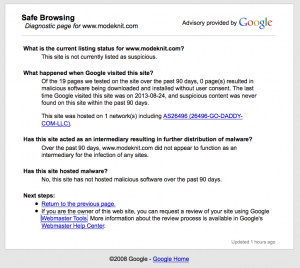 Safe Browsing
Diagnostic page for www.modeknit.com
Advisory provided by Google
What is the current listing status for www.modeknit.com?
This site is not currently listed as suspicious.
What happened when Google visited this site?
Of the 19 pages we tested on the site over the past 90 days, 0 page(s) resulted in
malicious software being downloaded and installed without user consent. The last
time Google visited this site was on 2013-08-24, and suspicious content was never
found on this site within the past 90 days.
This site was hosted on 1 network(s) including AS26496 (26496-GO-DADDY-
COM-LLC).
Has this site acted as an intermediary resulting in further distribution of malware?
Over the past 90 days, www.modeknit.com did not appear to function as an
intermediary for the infection of any sites.
Has this site hosted malware?
No, this site has not hosted malicious software over the past 90 days.
Next steps:
• Return to the previous page.
• If you are the owner of this web site, you can request a review of your site using Google
Webmaster Tools. More information about the review process is available in Google's
Webmaster Help Center.
Updated 1 hours ago
©2008 Google - Google Home